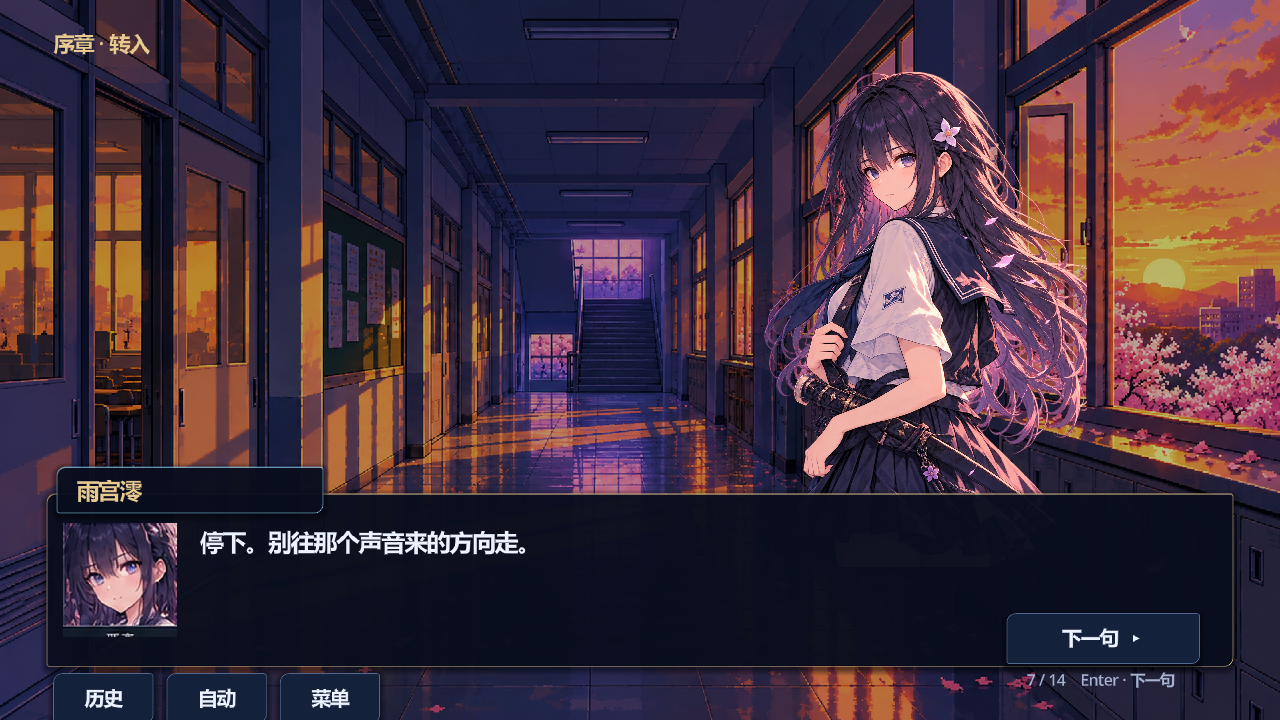 序章 · 转入
雨宫澪
停下。别往那个声音来的方向走。
下一句 ▸
7 / 14 Enter · 下一句
历史
自动
菜单